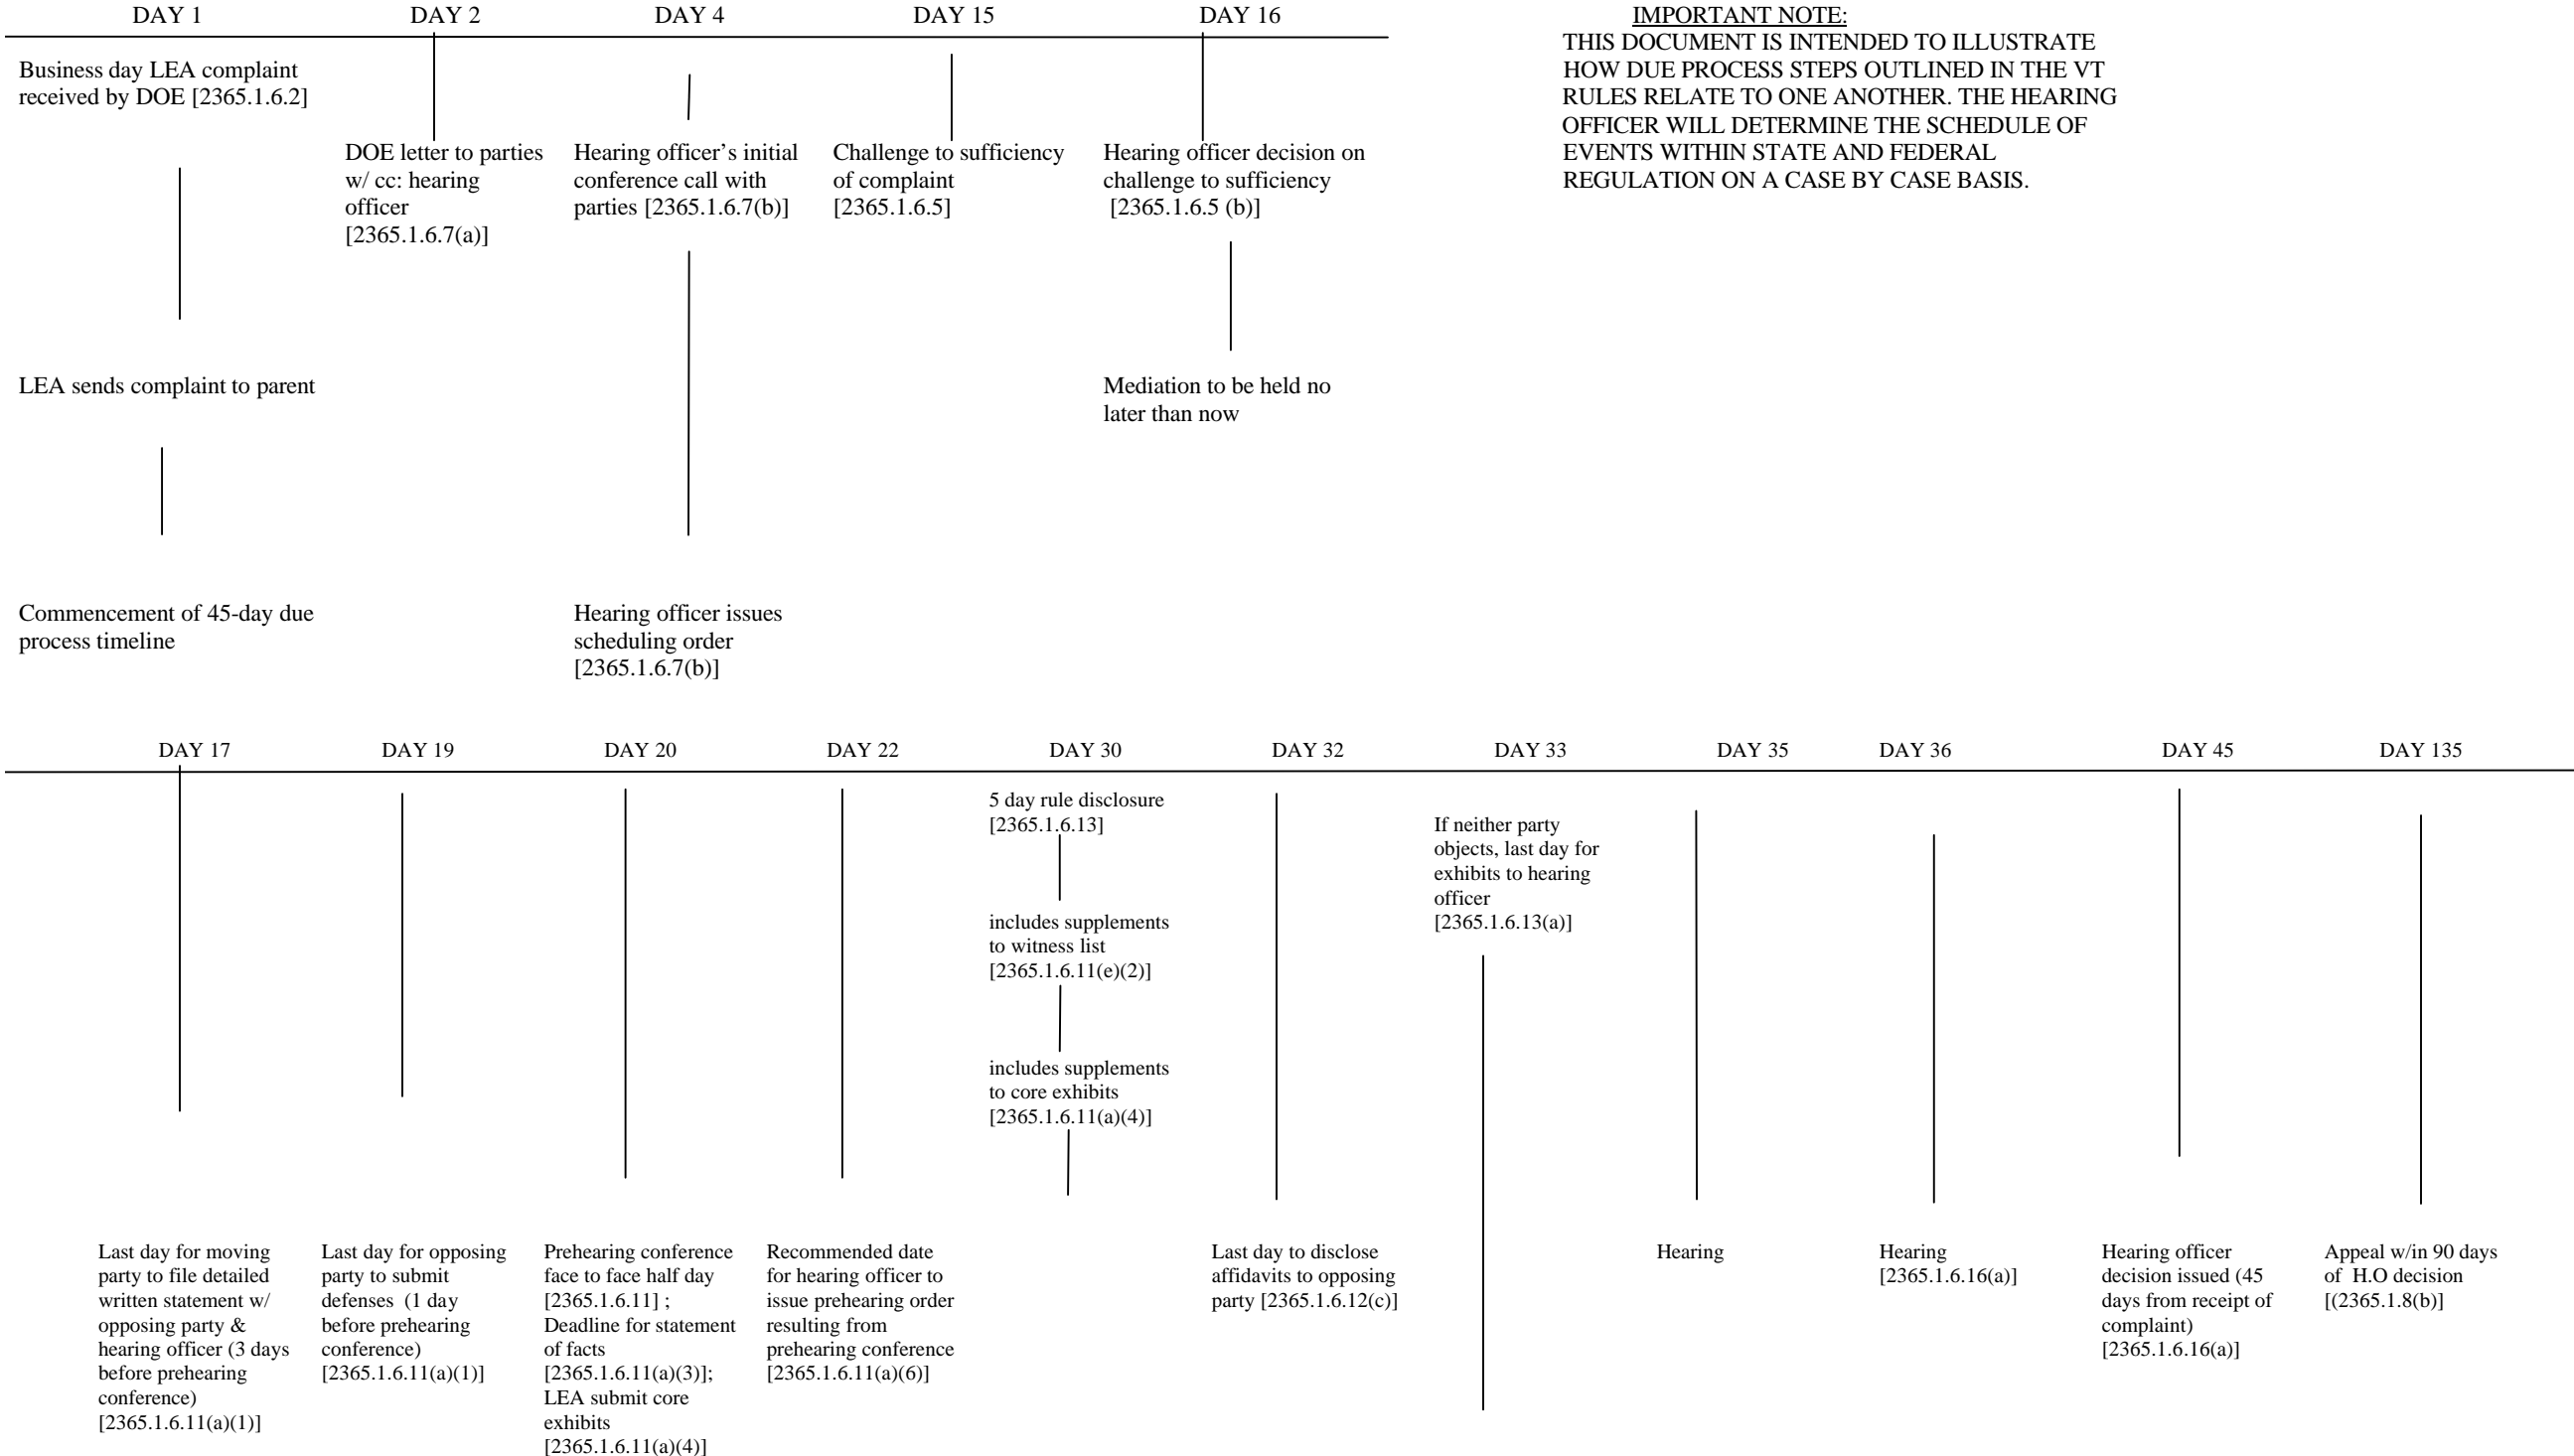 DAY 1
DAY 2
DAY 4
DAY 15
DAY 16
Business day LEA complaint
received by DOE [2365.1.6.2]
LEA sends complaint to parent
Commencement of 45-day due
process timeline
DOE letter to parties
w/ cc: hearing
officer
[2365.1.6.7(a)]
Hearing officer’s initial
conference call with
parties [2365.1.6.7(b)]
Hearing officer issues
scheduling order
[2365.1.6.7(b)]
Challenge to sufficiency
of complaint
[2365.1.6.5]
Hearing officer decision on
challenge to sufficiency
[2365.1.6.5 (b)]
Mediation to be held no
later than now
IMPORTANT NOTE:
THIS DOCUMENT IS INTENDED TO ILLUSTRATE
HOW DUE PROCESS STEPS OUTLINED IN THE VT
RULES RELATE TO ONE ANOTHER. THE HEARING
OFFICER WILL DETERMINE THE SCHEDULE OF
EVENTS WITHIN STATE AND FEDERAL
REGULATION ON A CASE BY CASE BASIS.
DAY 17
DAY 19
DAY 20
DAY 22
DAY 30
DAY 32
DAY 33
DAY 35
DAY 36
DAY 45
DAY 135
Last day for moving
party to file detailed
written statement w/
opposing party &
hearing officer (3 days
before prehearing
conference)
[2365.1.6.11(a)(1)]
Last day for opposing
party to submit
defenses  (1 day
before prehearing
conference)
[2365.1.6.11(a)(1)]
Prehearing conference
face to face half day
[2365.1.6.11] ;
Deadline for statement
of facts
[2365.1.6.11(a)(3)];
LEA submit core
exhibits
[2365.1.6.11(a)(4)]
Recommended date
for hearing officer to
issue prehearing order
resulting from
prehearing conference
[2365.1.6.11(a)(6)]
5 day rule disclosure
[2365.1.6.13]
includes supplements
to witness list
[2365.1.6.11(e)(2)]
includes supplements
to core exhibits
[2365.1.6.11(a)(4)]
Last day to disclose
affidavits to opposing
party [2365.1.6.12(c)]
If neither party
objects, last day for
exhibits to hearing
officer
[2365.1.6.13(a)]
Hearing
Hearing
[2365.1.6.16(a)]
Hearing officer
decision issued (45
days from receipt of
complaint)
[2365.1.6.16(a)]
Appeal w/in 90 days
of  H.O decision
[(2365.1.8(b)]